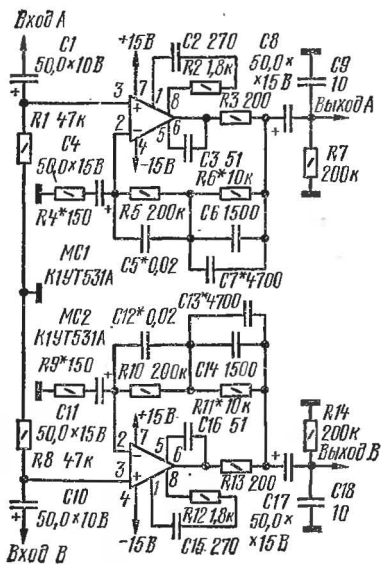 Вход А
С1
50,0×10В
+15В
С2 270
R2 1,8к
С8
50,0×
×15В
С9
10
3
7
1
8
R3 200
Выход А
R1 47к
С4
50,0×15В
2
4
5
6
-15В
С3 51
R6*10к
R7
200к
R4*150
R5 200к
С6 1500
С5*0,02
С7*4700
МС1
К1УТ531А
МС2
К1УТ531А
С12*0,02
С13*4700
R9*150
R10 200к
С14 1500
R11*10к
С11
50,0×15В
+15В
С16 51
R14
200к
Выход В
R8 47к
2
7
5
6
3
4
1
8
R13 200
С10
50,0×10В
-15В
R12 1,8к
С15 270
С17
50,0×
×15В
С18
10
Вход В